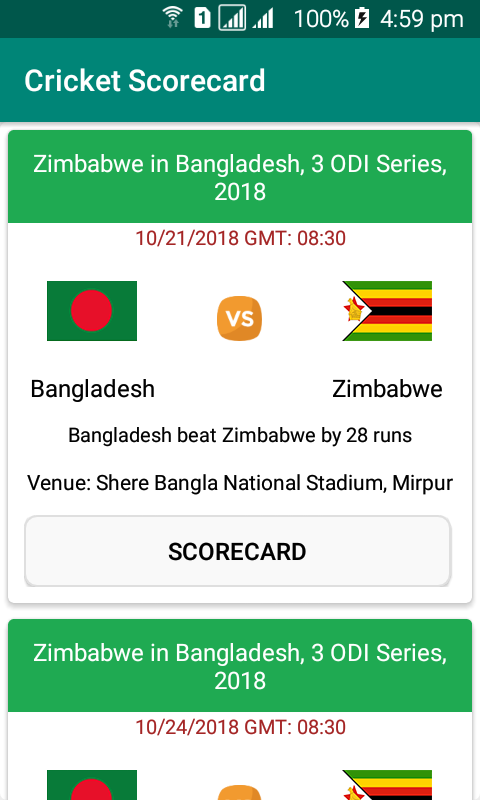 1 100% 4:59 pm
Cricket Scorecard
Zimbabwe in Bangladesh, 3 ODI Series,
2018
10/21/2018 GMT: 08:30
VS
Bangladesh Zimbabwe
Bangladesh beat Zimbabwe by 28 runs
Venue: Shere Bangla National Stadium, Mirpur
SCORECARD
Zimbabwe in Bangladesh, 3 ODI Series,
2018
10/24/2018 GMT: 08:30